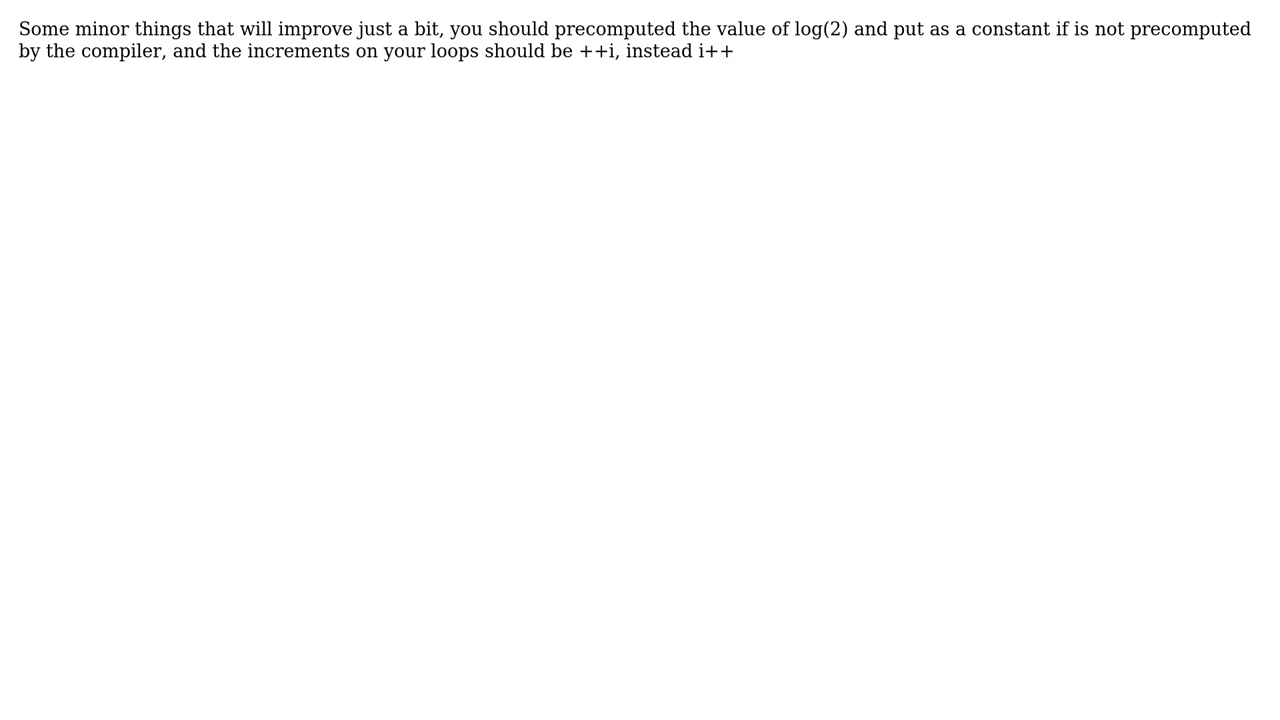 Some minor things that will improve just a bit, you should precomputed the value of log(2) and put as a constant if is not precomputed
by the compiler, and the increments on your loops should be ++i, instead i++